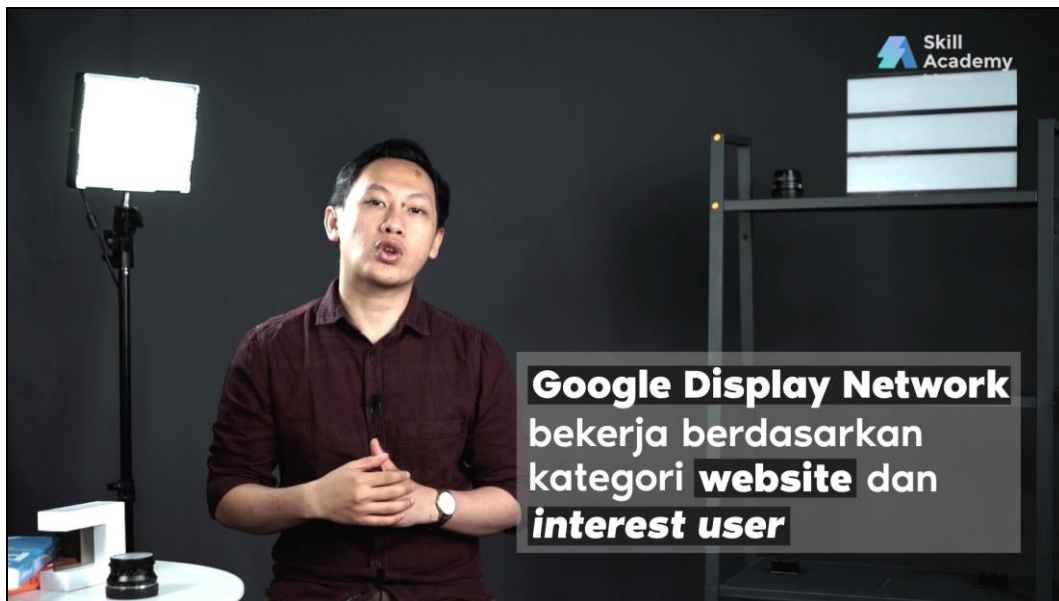 Skill
Academy
Google Display Network
bekerja berdasarkan
kategori website dan
interest user